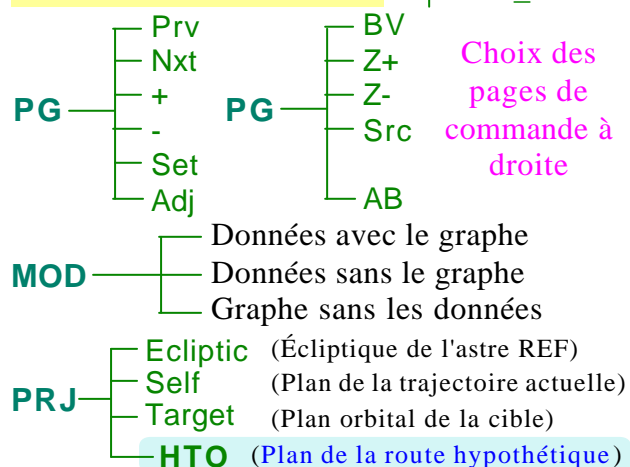 PG
Prv
Nxt
+
-
Set
Adj
PG
BV
Z+
Z-
Src
AB
Choix des
pages de
commande à
droite
MOD
Données avec le graphe
Données sans le graphe
Graphe sans les données
PRJ
Ecliptic (Écliptique de l'astre REF)
Self (Plan de la trajectoire actuelle)
Target (Plan orbital de la cible)
HTO (Plan de la route hypothétique)